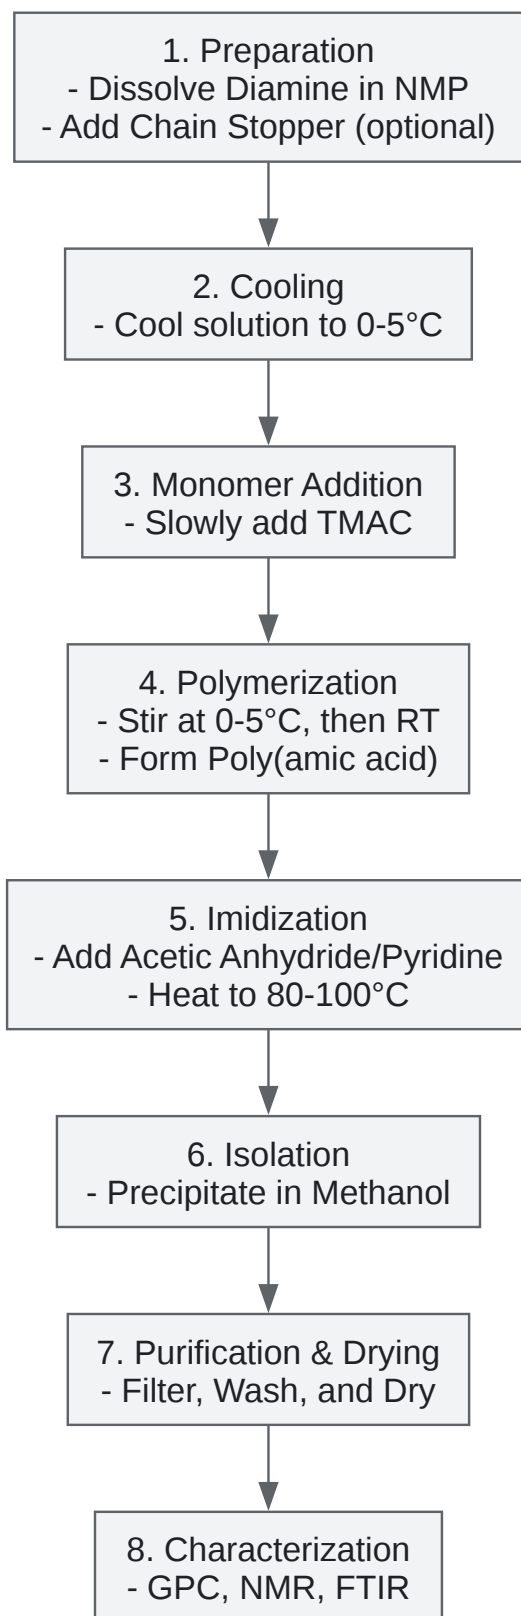 1. Preparation
- Dissolve Diamine in NMP
- Add Chain Stopper (optional)
2. Cooling
- Cool solution to 0-5°C
3. Monomer Addition
- Slowly add TMAC
4. Polymerization
- Stir at 0-5°C, then RT
- Form Poly(amic acid)
5. Imidization
- Add Acetic Anhydride/Pyridine
- Heat to 80-100°C
6. Isolation
- Precipitate in Methanol
7. Purification & Drying
- Filter, Wash, and Dry
8. Characterization
- GPC, NMR, FTIR